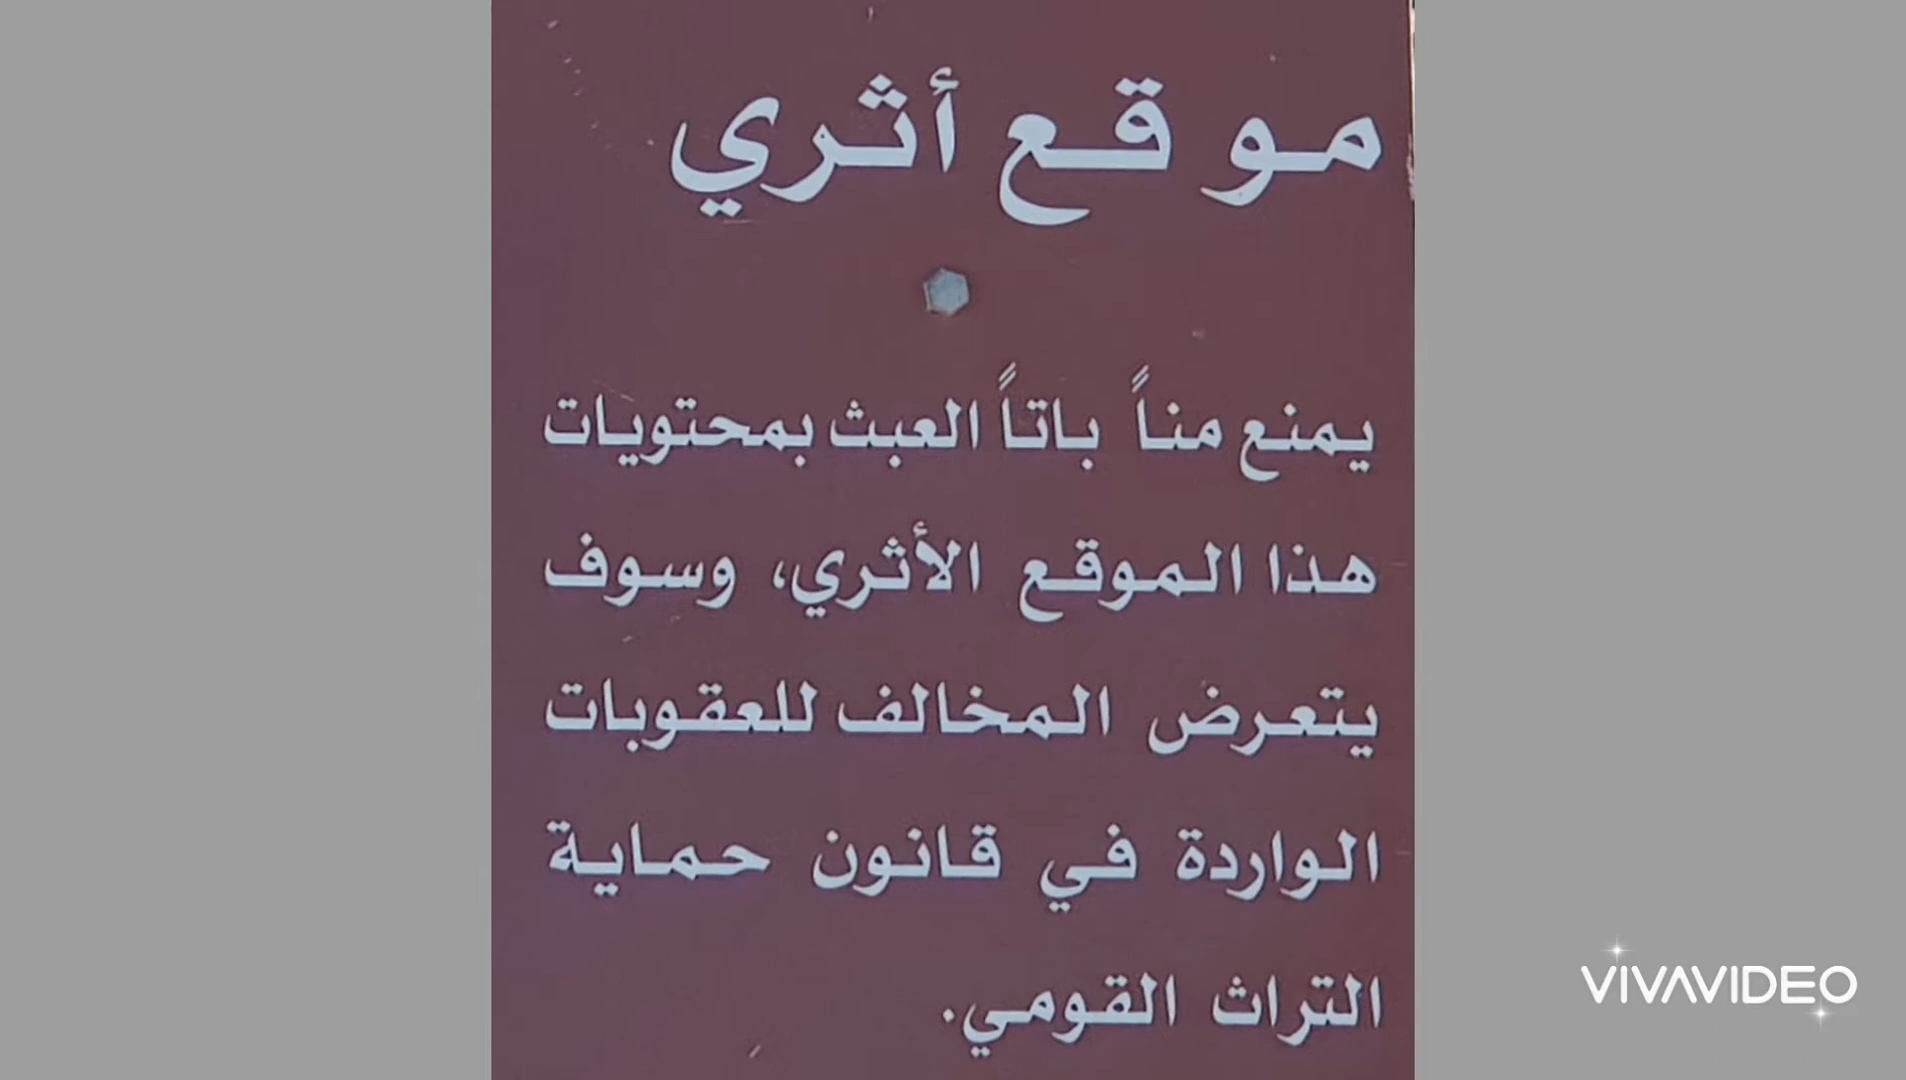 موقع أثري
يمنع مناً باتاً العبث بمحتويات
هذا الموقع الأثري، وسوف
يتعرض المخالف للعقوبات
الواردة في قانون حماية
التراث القومي.
VIVAVIDEO